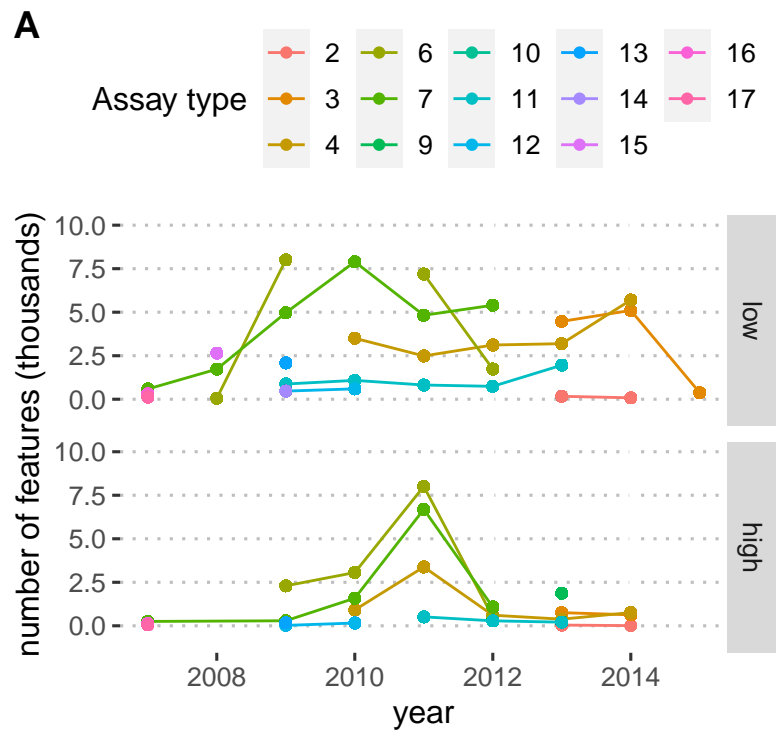 A
Assay type
2 6 10 13 16
3 7 11 14 17
4 9 12 15
number of features (thousands)
10.0
7.5
5.0
2.5
0.0
low
10.0
7.5
5.0
2.5
0.0
high
2008 2010 2012 2014
year